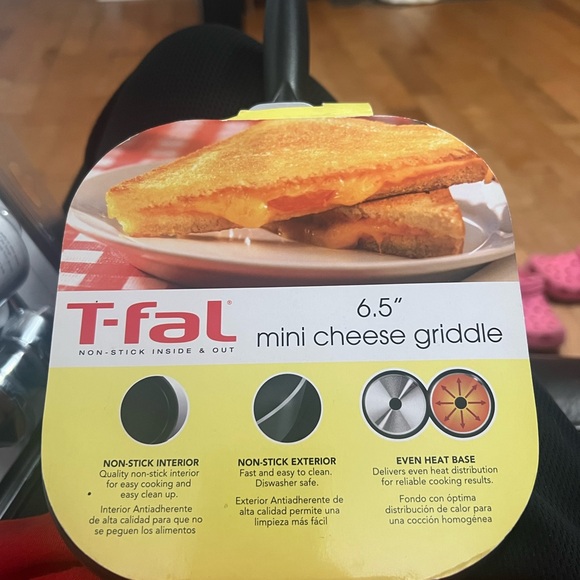 T-fal®
NON-STICK INSIDE & OUT
6.5"
mini cheese griddle
NON-STICK INTERIOR
Quality non-stick interior
for easy cooking and
easy clean up.
Interior Antiadherente
de alta calidad para que no
se peguen los alimentos
NON-STICK EXTERIOR
Fast and easy to clean.
Diswasher safe.
Exterior Antiadherente de
alta calidad permite una
limpieza más fácil
EVEN HEAT BASE
Delivers even heat distribution
for reliable cooking results.
Fondo con óptima
distribución de calor para
una cocción homogénea